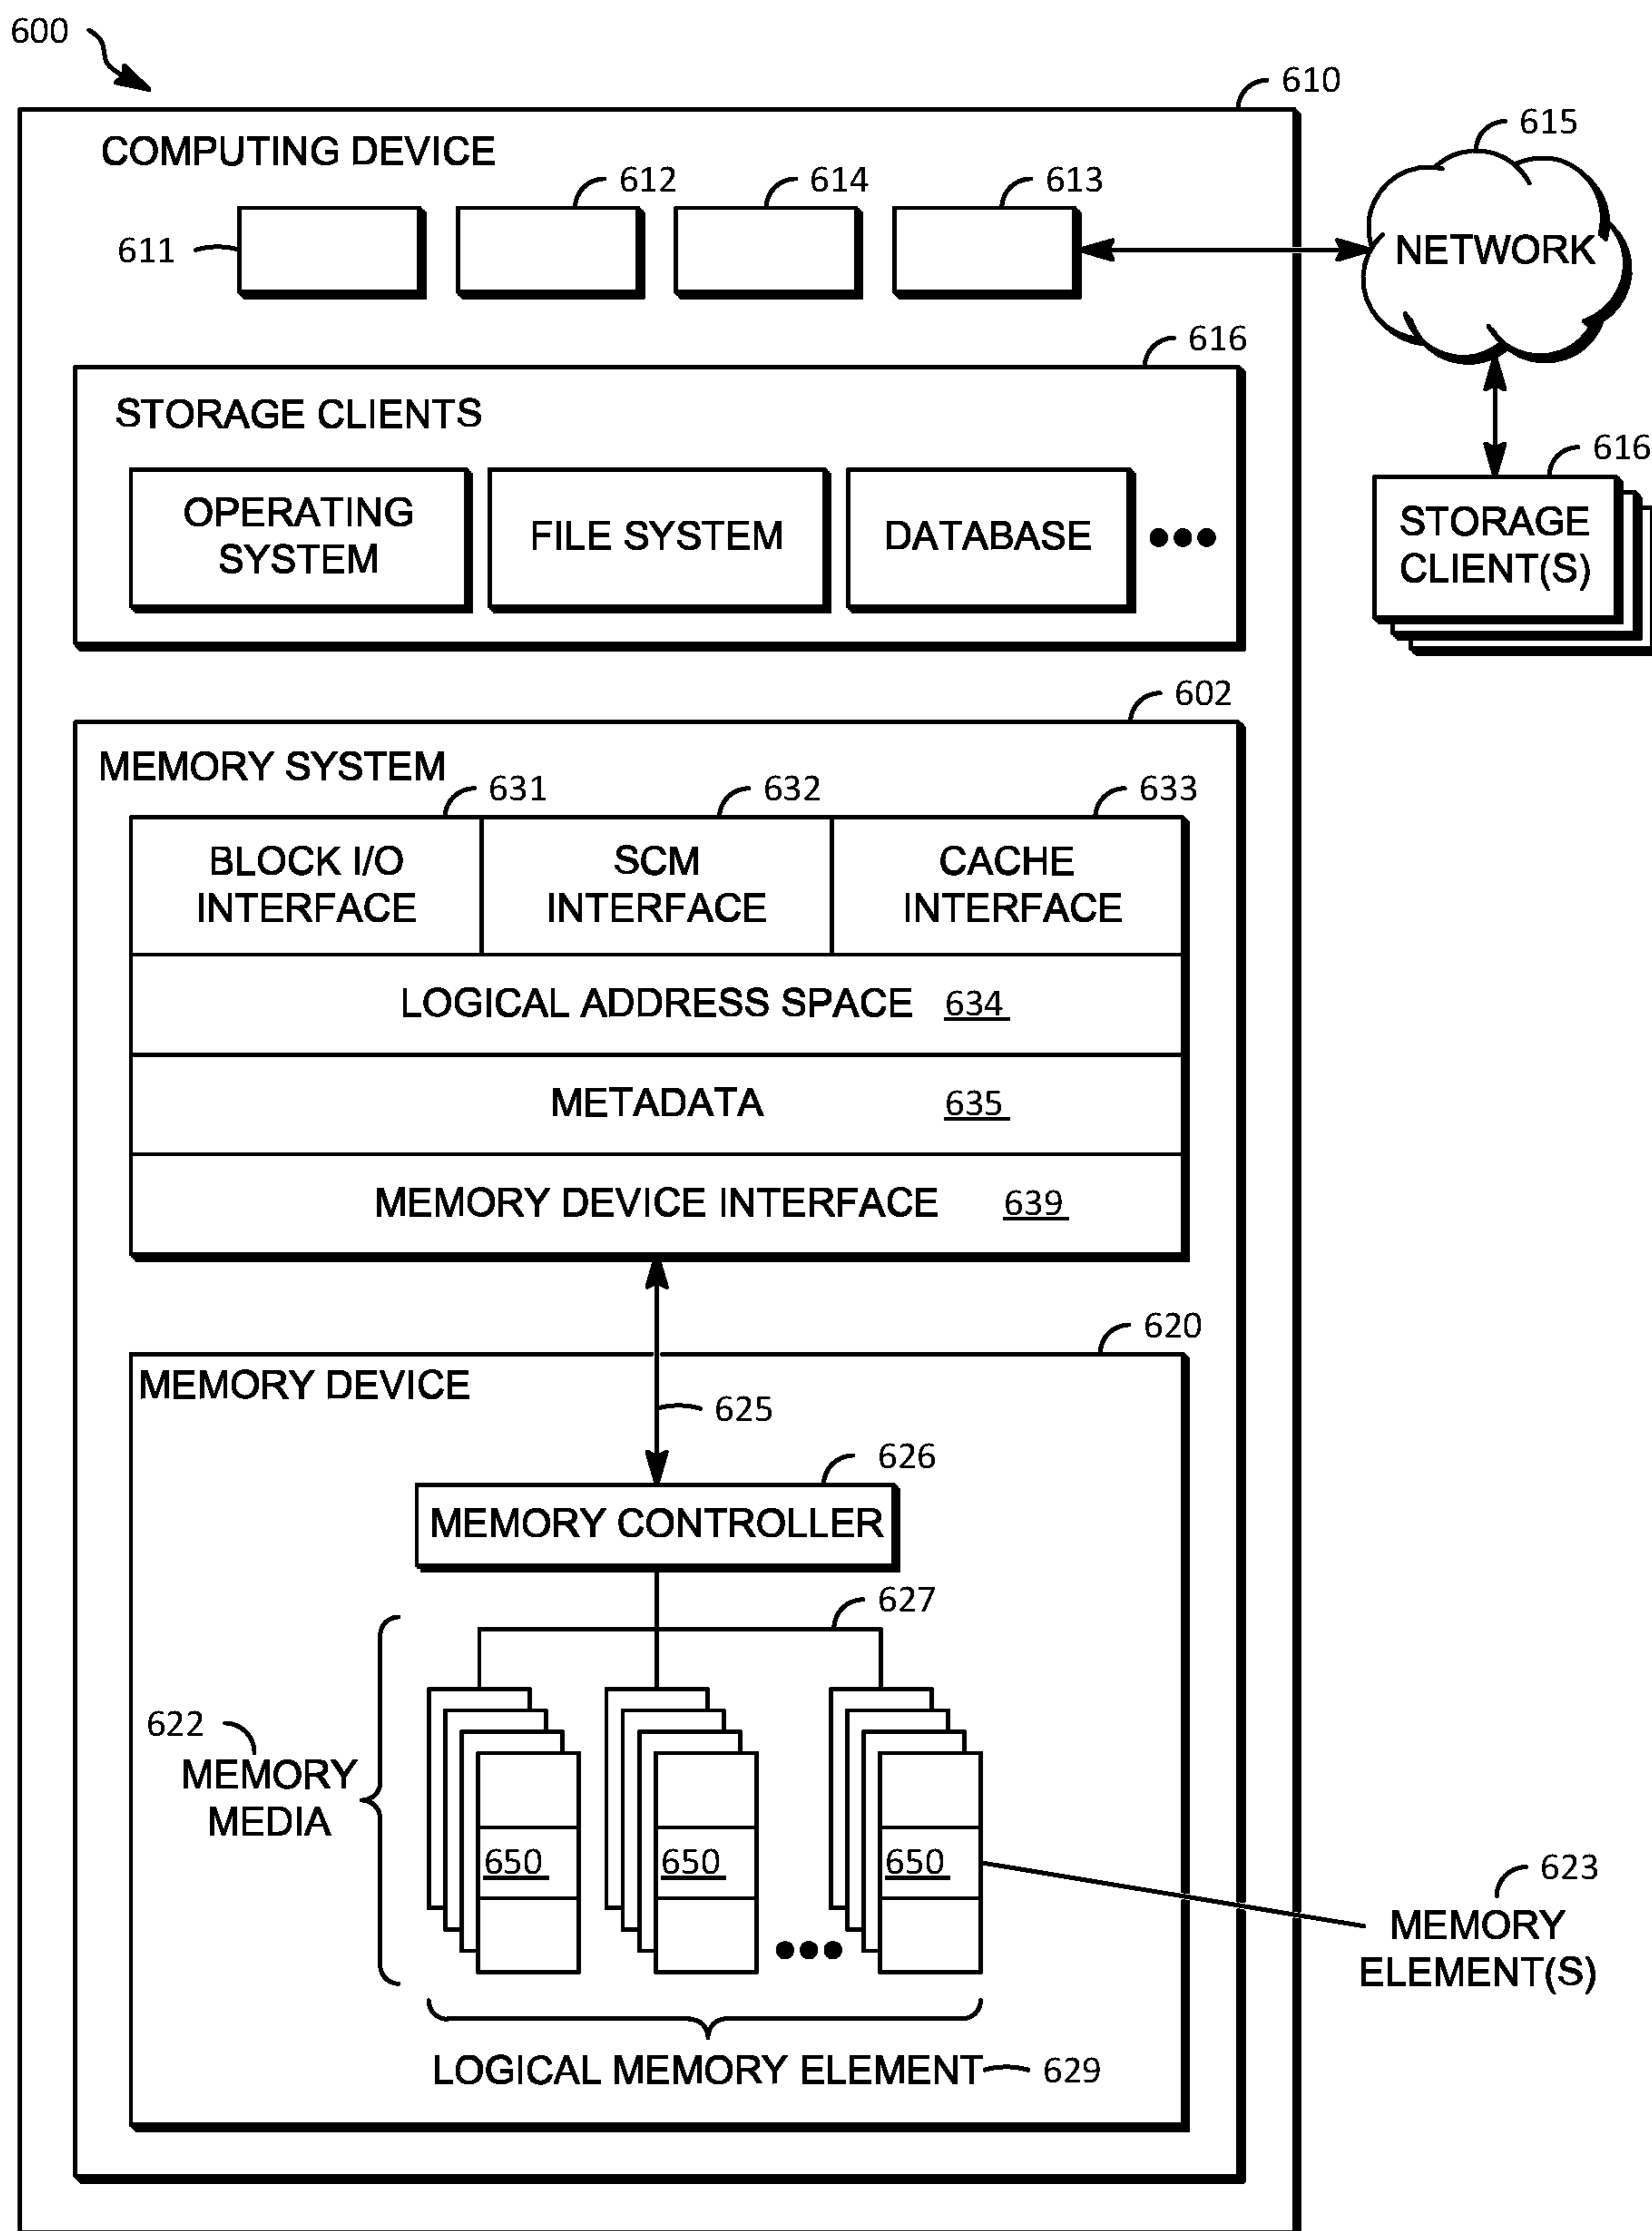 600
610
COMPUTING DEVICE
615
612
614
613
611
NETWORK
616
STORAGE CLIENTS
616
OPERATING
SYSTEM
FILE SYSTEM
DATABASE
STORAGE
CLIENT(S)
602
MEMORY SYSTEM
631
632
633
BLOCK I/O
INTERFACE
SCM
INTERFACE
CACHE
INTERFACE
LOGICAL ADDRESS SPACE 634
METADATA 635
MEMORY DEVICE INTERFACE 639
620
MEMORY DEVICE
625
626
MEMORY CONTROLLER
627
622
MEMORY
MEDIA
650
650
650
623
MEMORY
ELEMENT(S)
LOGICAL MEMORY ELEMENT 629